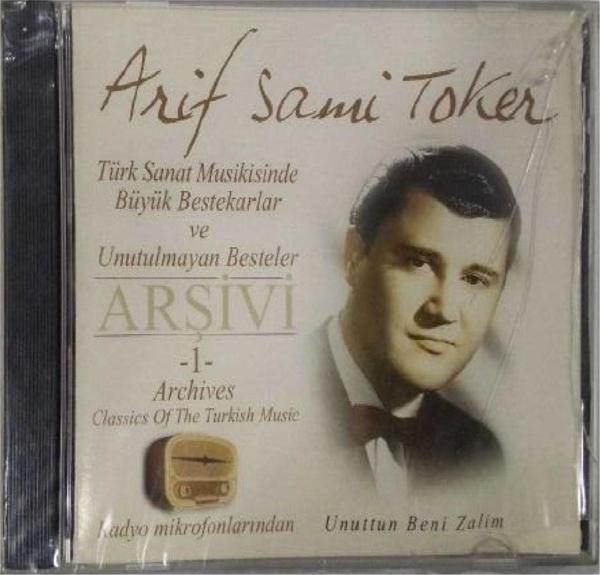 Arif Sami Toker
Türk Sanat Musikisinde
Büyük Bestekarlar
ve
Unutulmayan Besteler
ARŞİVİ
-1-
Archives
Classics Of The Turkish Music
Radyo mikrofonlarından
Unuttun Beni Zalim